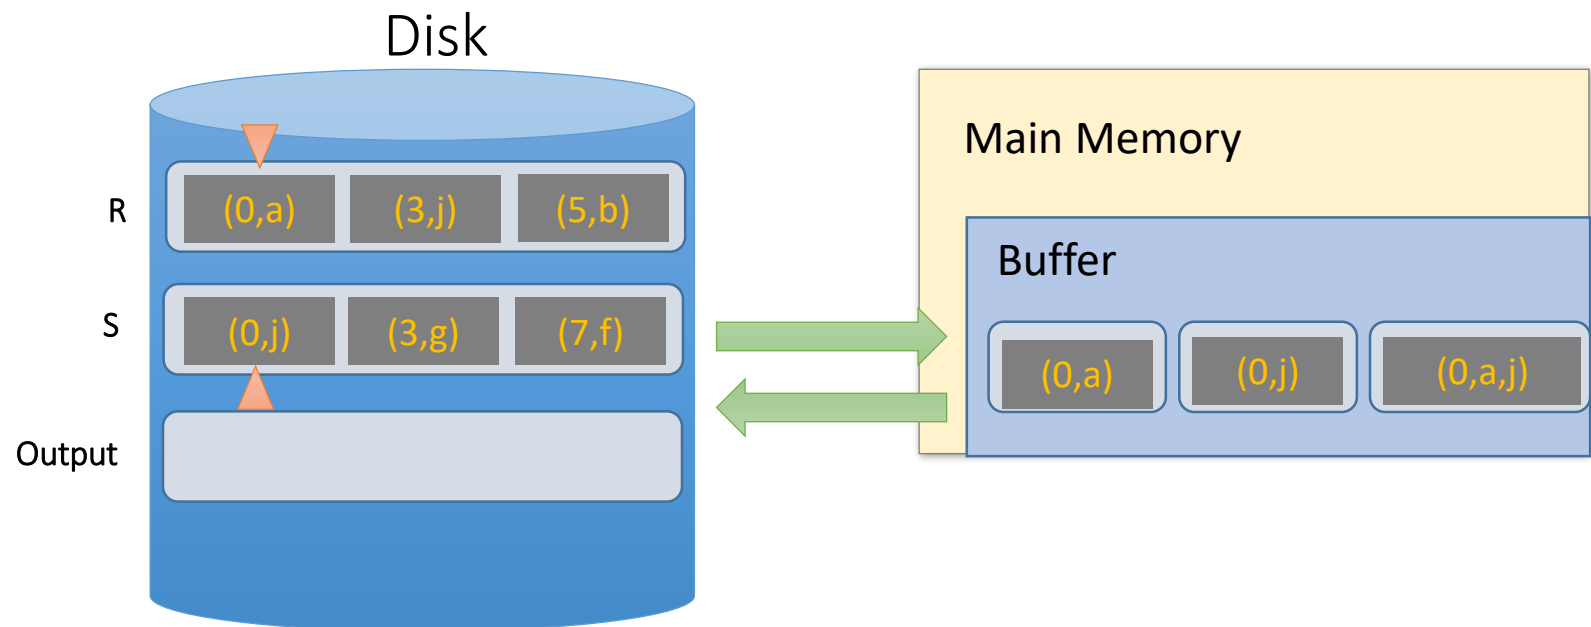 Disk
R (0,a) (3,j) (5,b)
S (0,j) (3,g) (7,f)
Output
Main Memory
Buffer
(0,a) (0,j) (0,a,j)